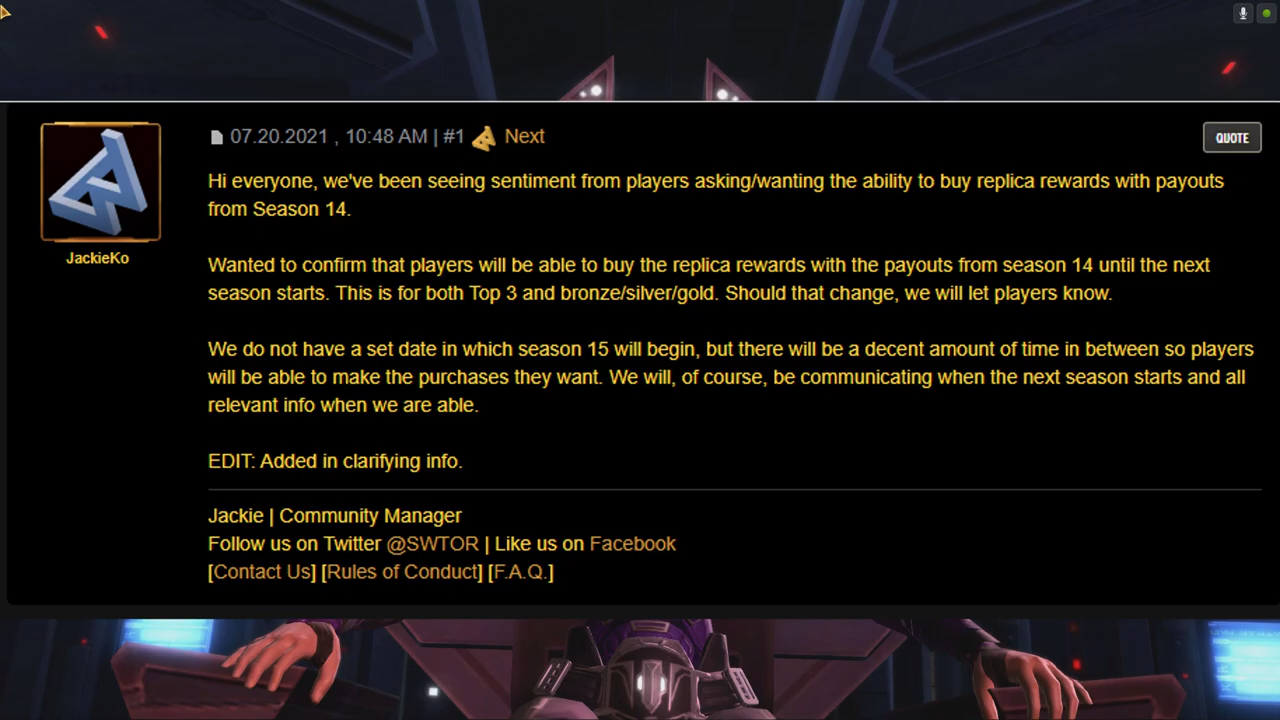 07.20.2021 , 10:48 AM | #1 Next
QUOTE
JackieKo
Hi everyone, we've been seeing sentiment from players asking/wanting the ability to buy replica rewards with payouts
from Season 14.
Wanted to confirm that players will be able to buy the replica rewards with the payouts from season 14 until the next
season starts. This is for both Top 3 and bronze/silver/gold. Should that change, we will let players know.
We do not have a set date in which season 15 will begin, but there will be a decent amount of time in between so players
will be able to make the purchases they want. We will, of course, be communicating when the next season starts and all
relevant info when we are able.
EDIT: Added in clarifying info.
Jackie | Community Manager
Follow us on Twitter @SWTOR | Like us on Facebook
[Contact Us] [Rules of Conduct] [F.A.Q.]